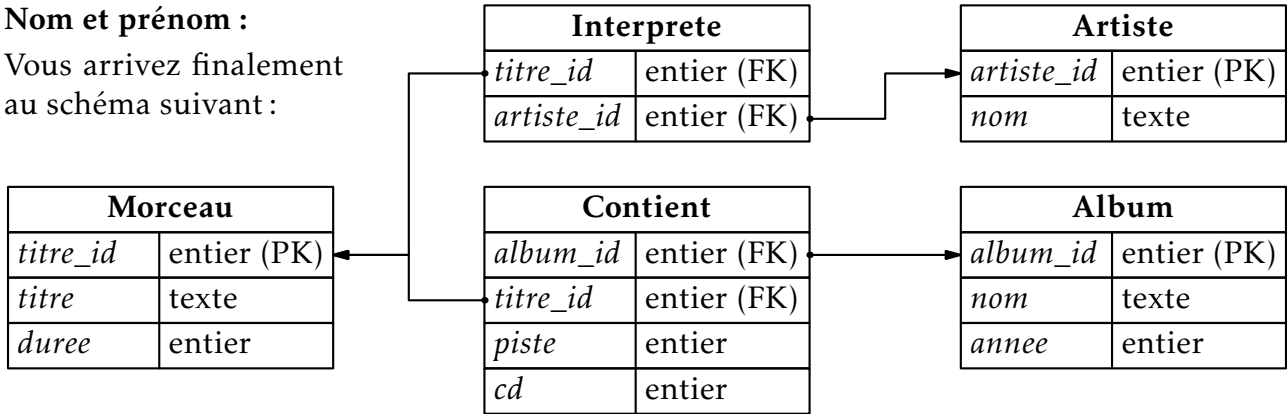 Nom et prénom :
Vous arrivez finalement
au schéma suivant :
Interprete
titre_id entier (FK)
artiste_id entier (FK)
Artiste
artiste_id entier (PK)
nom texte
Morceau
titre_id entier (PK)
titre texte
duree entier
Contient
album_id entier (FK)
titre_id entier (FK)
piste entier
cd entier
Album
album_id entier (PK)
nom texte
annee entier